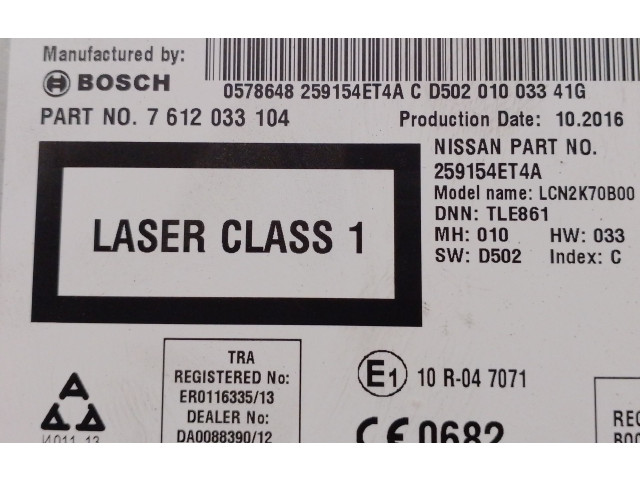 Manufactured by:
BOSCH
0578648 259154ET4A C D502 010 033 41G
PART NO. 7 612 033 104
Production Date: 10.2016
NISSAN PART NO.
259154ET4A
Model name: LCN2K70B00
DNN: TLE861
MH: 010 HW: 033
SW: D502 Index: C
LASER CLASS 1
TRA
REGISTERED No:
ER0116335/13
DEALER No:
DA0088390/12
E1 10 R-04 7071
CE 0682